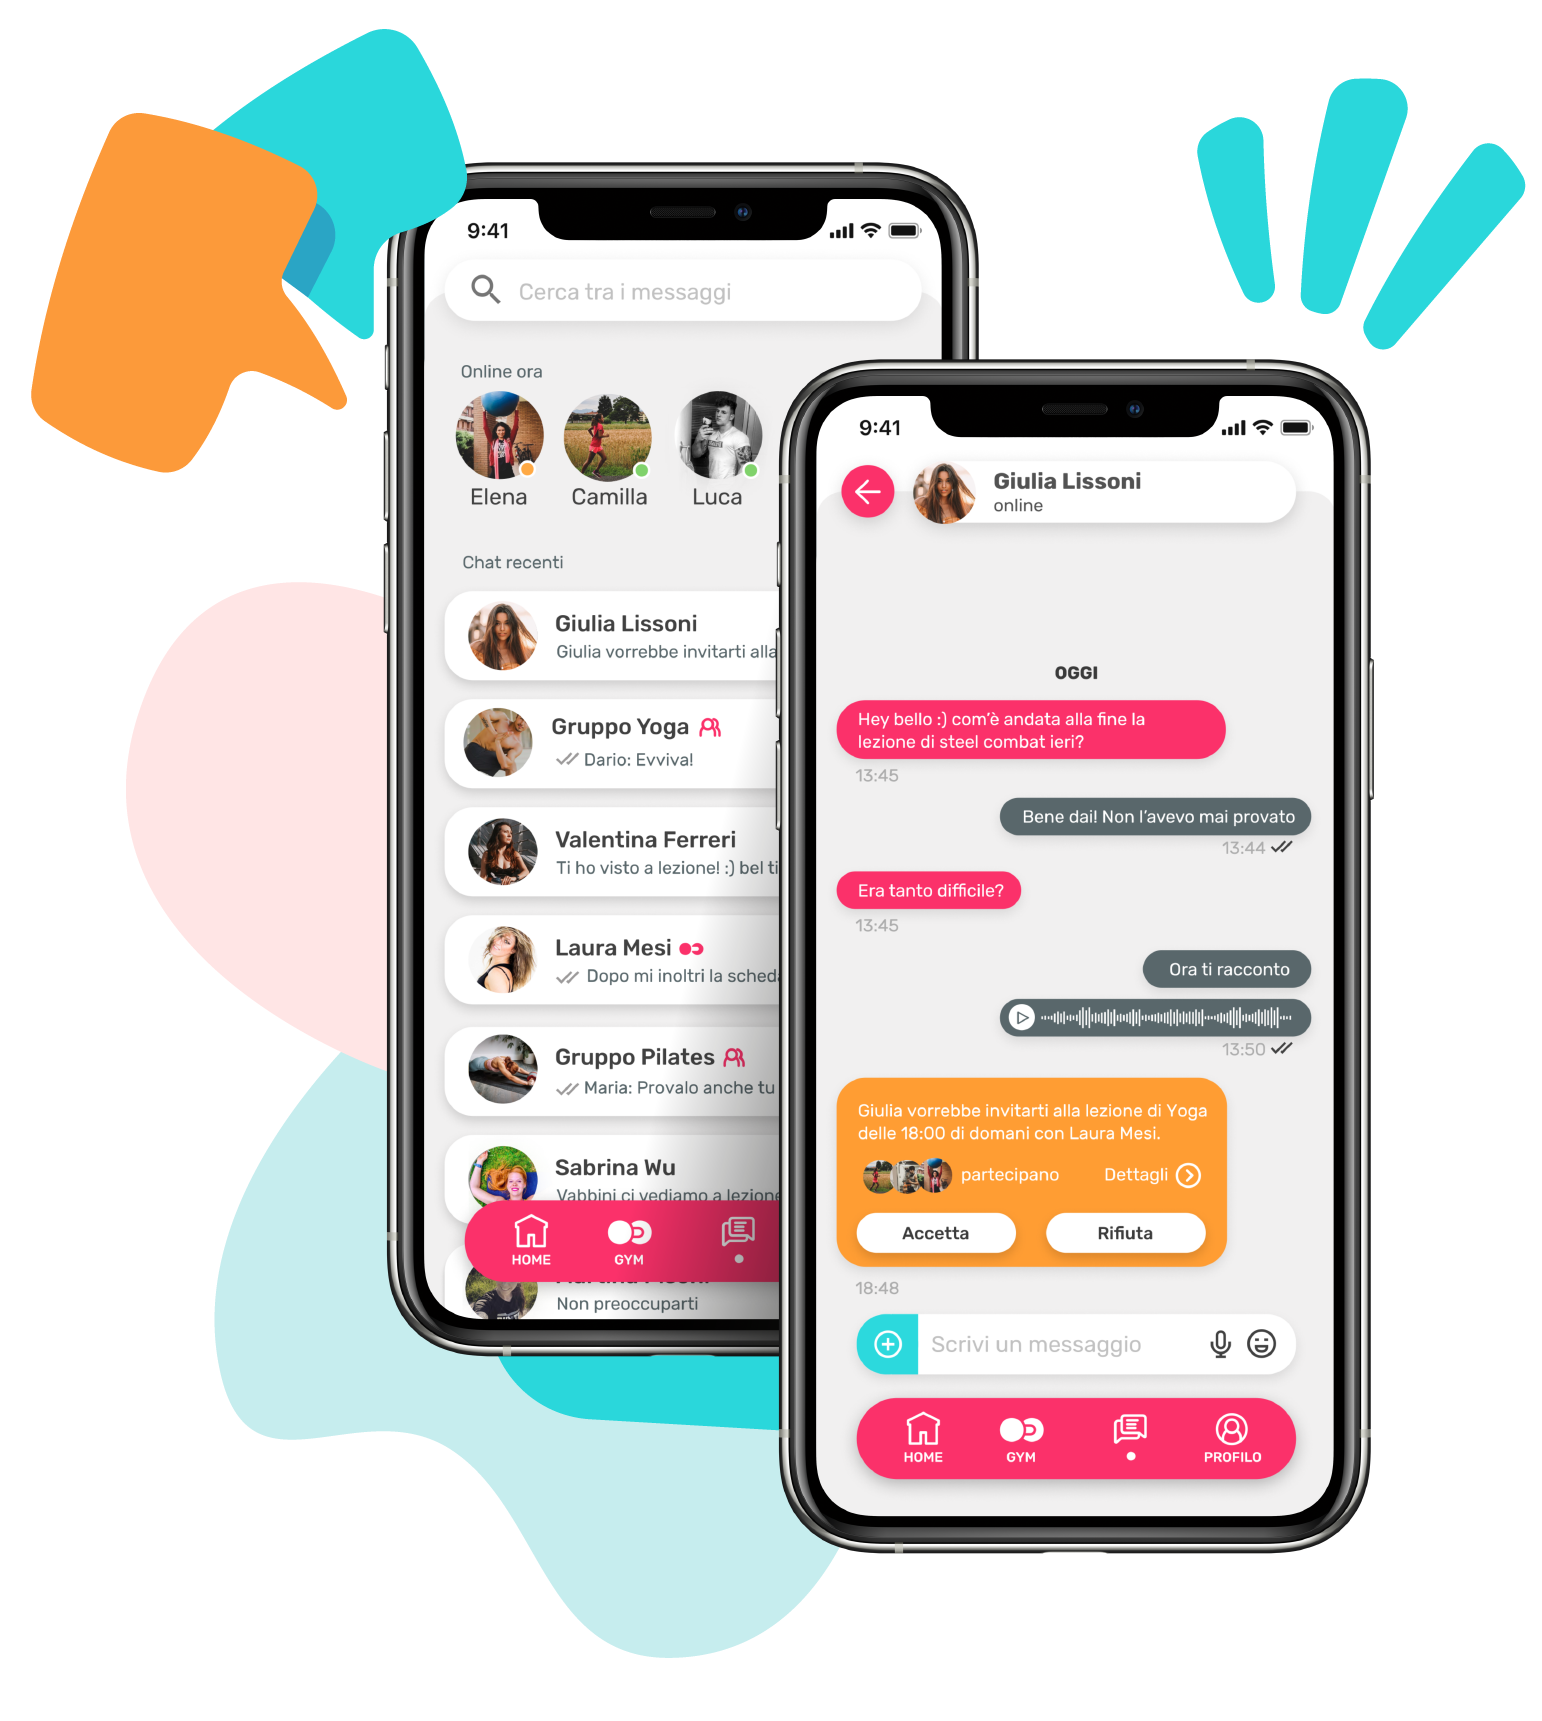 9:41
Cerca tra i messaggi
Online ora
Elena
Camilla
Luca
Chat recenti
Giulia Lissoni
Giulia vorrebbe invitarti alla
Gruppo Yoga
Dario: Evviva!
Valentina Ferreri
Ti ho visto a lezione! :) bel ti
Laura Mesi
Dopo mi inoltri la scheda
Gruppo Pilates
Maria: Provalo anche tu
Sabrina Wu
Vabbini ci vediamo a lezione
HOME
GYM
Non preoccuparti
9:41
Giulia Lissoni
online
OGGI
Hey bello :) com'è andata alla fine la
lezione di steel combat ieri?
13:45
Bene dai! Non l'avevo mai provato
13:44
Era tanto difficile?
13:45
Ora ti racconto
13:50
Giulia vorrebbe invitarti alla lezione di Yoga
delle 18:00 di domani con Laura Mesi.
partecipano
Dettagli
Accetta
Rifiuta
18:48
Scrivi un messaggio
HOME
GYM
PROFILO